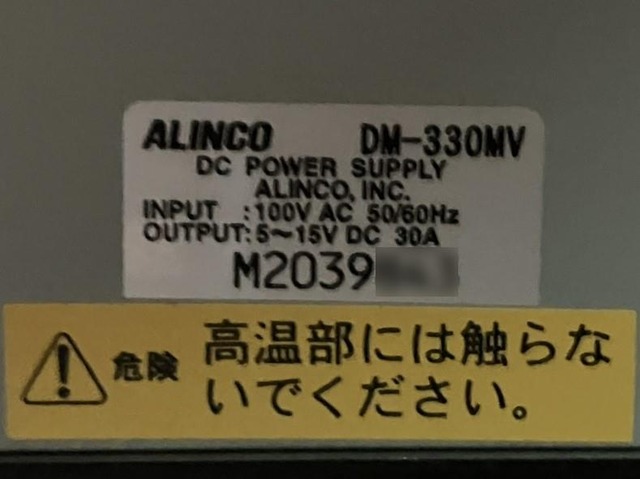 ALINCO DM-330MV
DC POWER SUPPLY
ALINCO, INC.
INPUT :100V AC 50/60Hz
OUTPUT:5～15V DC 30A
M2039
危険
高温部には触らな
いでください。